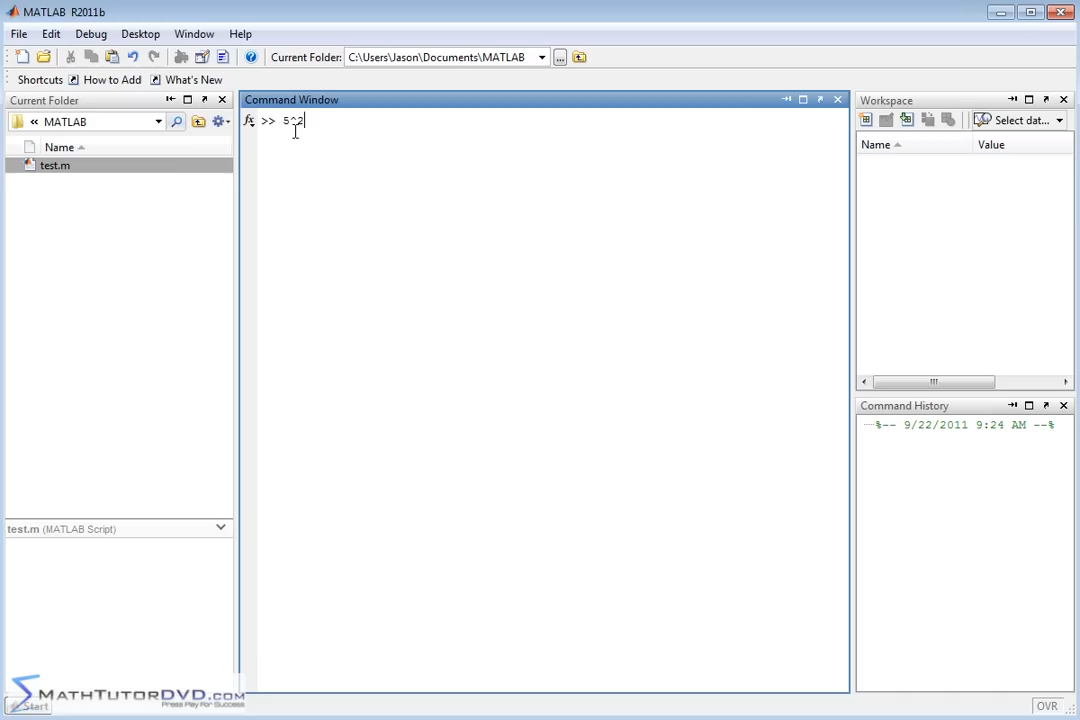 MATLAB R2011b
File Edit Debug Desktop Window Help
Current Folder: C:\Users\Jason\Documents\MATLAB ...
Shortcuts How to Add What's New
Current Folder
« MATLAB
Name
test.m
test.m (MATLAB Script)
Command Window
fx >> 5^2
Workspace
Select dat...
Name Value
Command History
%-- 9/22/2011 9:24 AM --%
MATHTUTORDVD.COM
Press Play For Success
Start
OVR